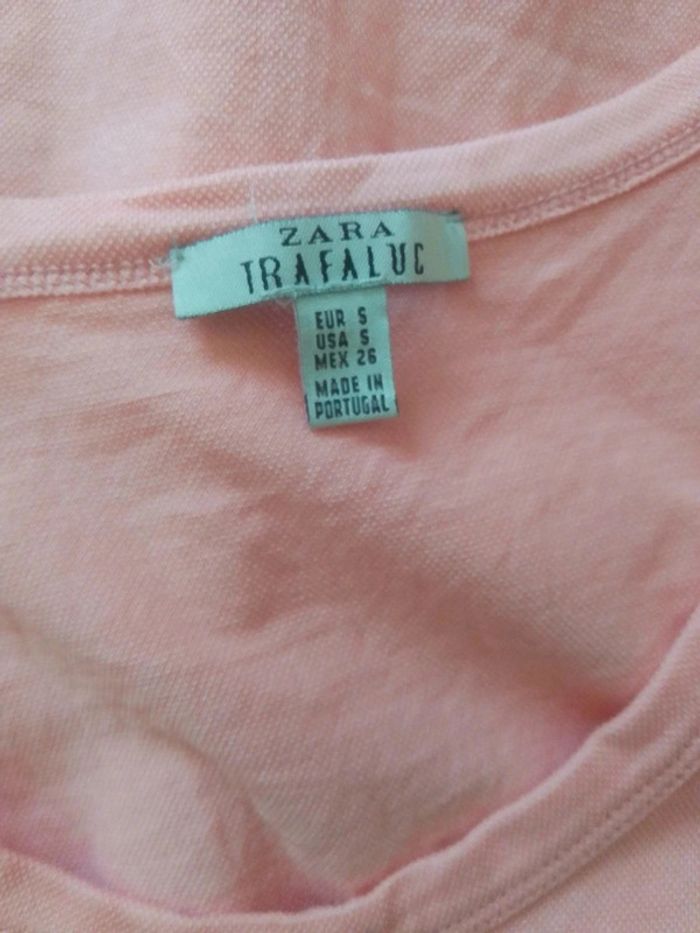 ZARA
TRAFALUC
EUR S
USA S
MEX 26
MADE IN
PORTUGAL